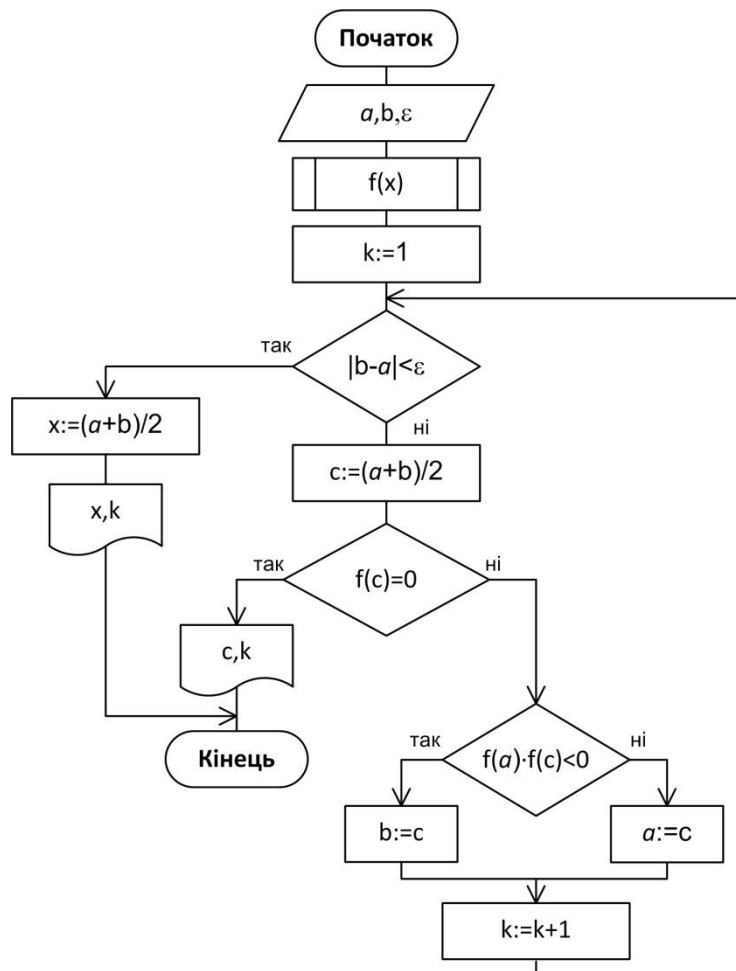 Початок
a,b,ε
f(x)
k:=1
|b-a|<ε
так
ні
x:=(a+b)/2
c:=(a+b)/2
x,k
f(c)=0
так
ні
c,k
Кінець
f(a)·f(c)<0
так
ні
b:=c
a:=c
k:=k+1